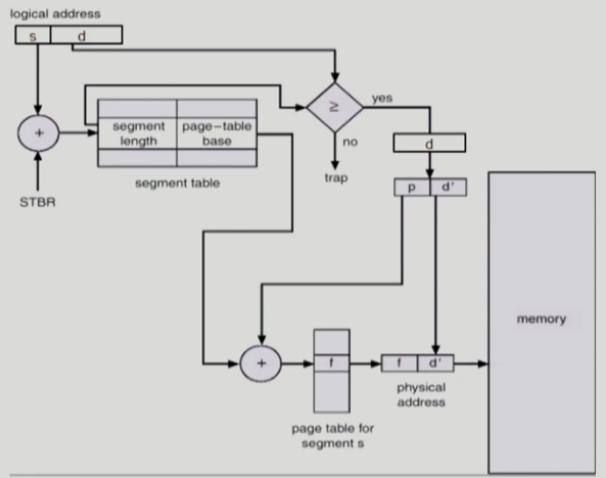 logical address
s d
≥
yes
+
segment length
page-table base
no
d
segment table
trap
p d'
STBR
memory
+
f
f d'
physical address
page table for segment s